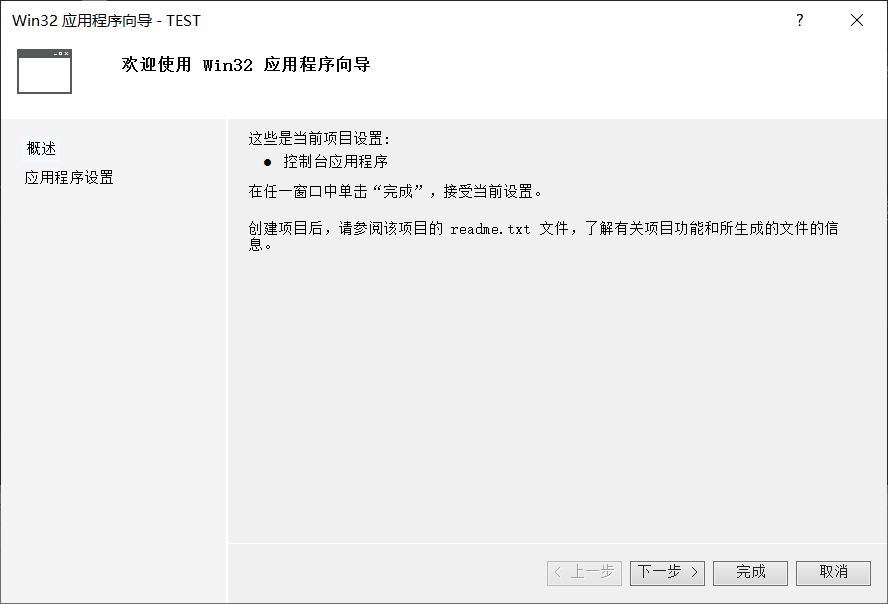 Win32 应用程序向导 - TEST
欢迎使用 Win32 应用程序向导
概述
应用程序设置
这些是当前项目设置:
● 控制台应用程序
在任一窗口中单击“完成”，接受当前设置。
创建项目后，请参阅该项目的 readme.txt 文件，了解有关项目功能和所生成的文件的信
息。
< 上一步
下一步 >
完成
取消